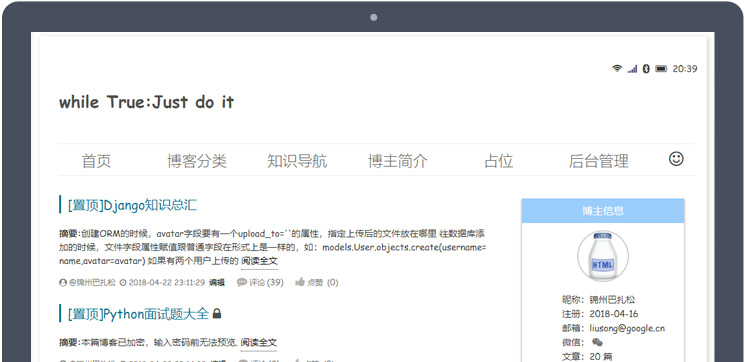 20:39
while True:Just do it
首页 博客分类 知识导航 博主简介 占位 后台管理
[置顶]Django知识总汇
摘要:创建ORM的时候，avatar字段要有一个upload_to=''的属性，指定上传后的文件放在哪里 往数据库添
加的时候，文件字段属性赋值跟普通字段在形式上是一样的，如：models.User.objects.create(username=
name,avatar=avatar) 如果有两个用户上传的 阅读全文
@锦州巴扎松 2018-04-22 23:11:29 编辑 评论 (39) 点赞 (0)
[置顶]Python面试题大全
摘要:本篇博客已加密，输入密码前无法预览. 阅读全文
博主信息
HTML
昵称：锦州巴扎松
注册：2018-04-16
邮箱：liusong@google.cn
微信：
文章：20 篇